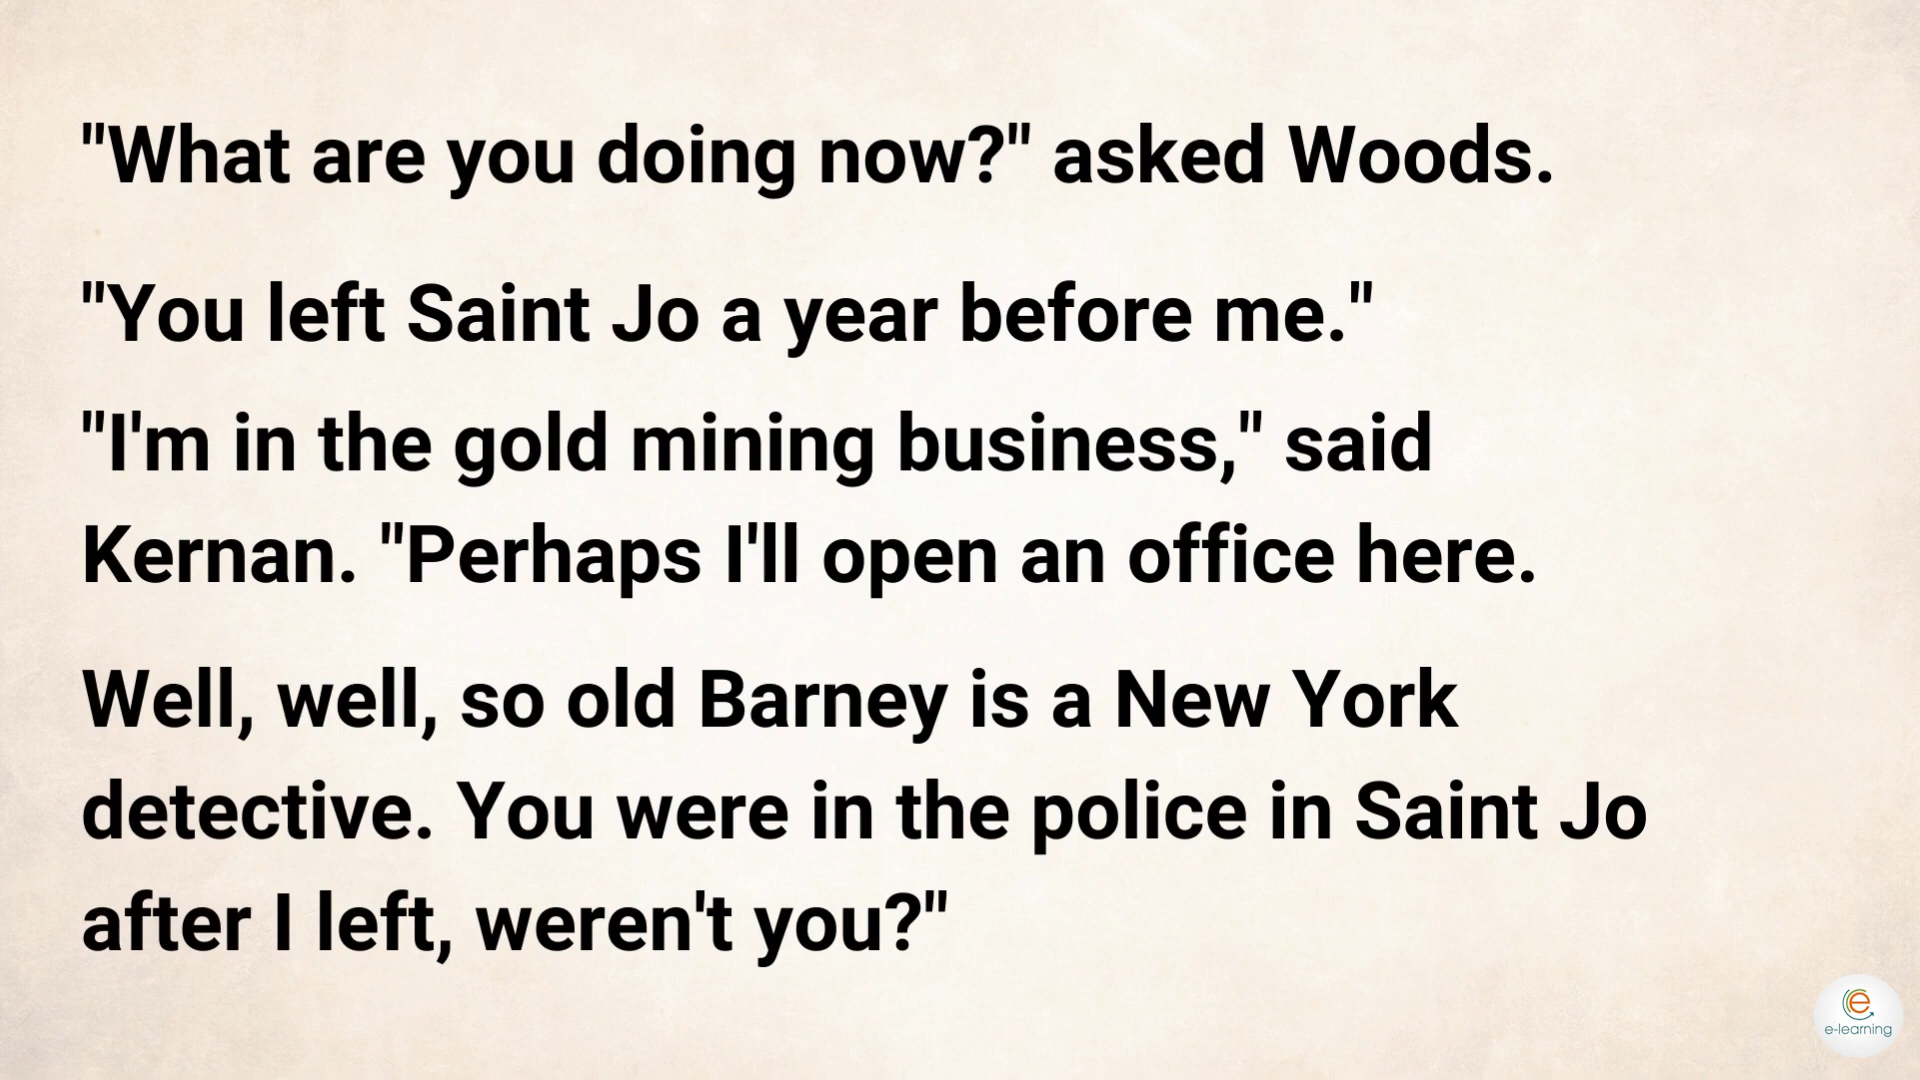 "What are you doing now?" asked Woods.
"You left Saint Jo a year before me."
"I'm in the gold mining business," said
Kernan. "Perhaps I'll open an office here.
Well, well, so old Barney is a New York
detective. You were in the police in Saint Jo
after I left, weren't you?"
e
e-learning